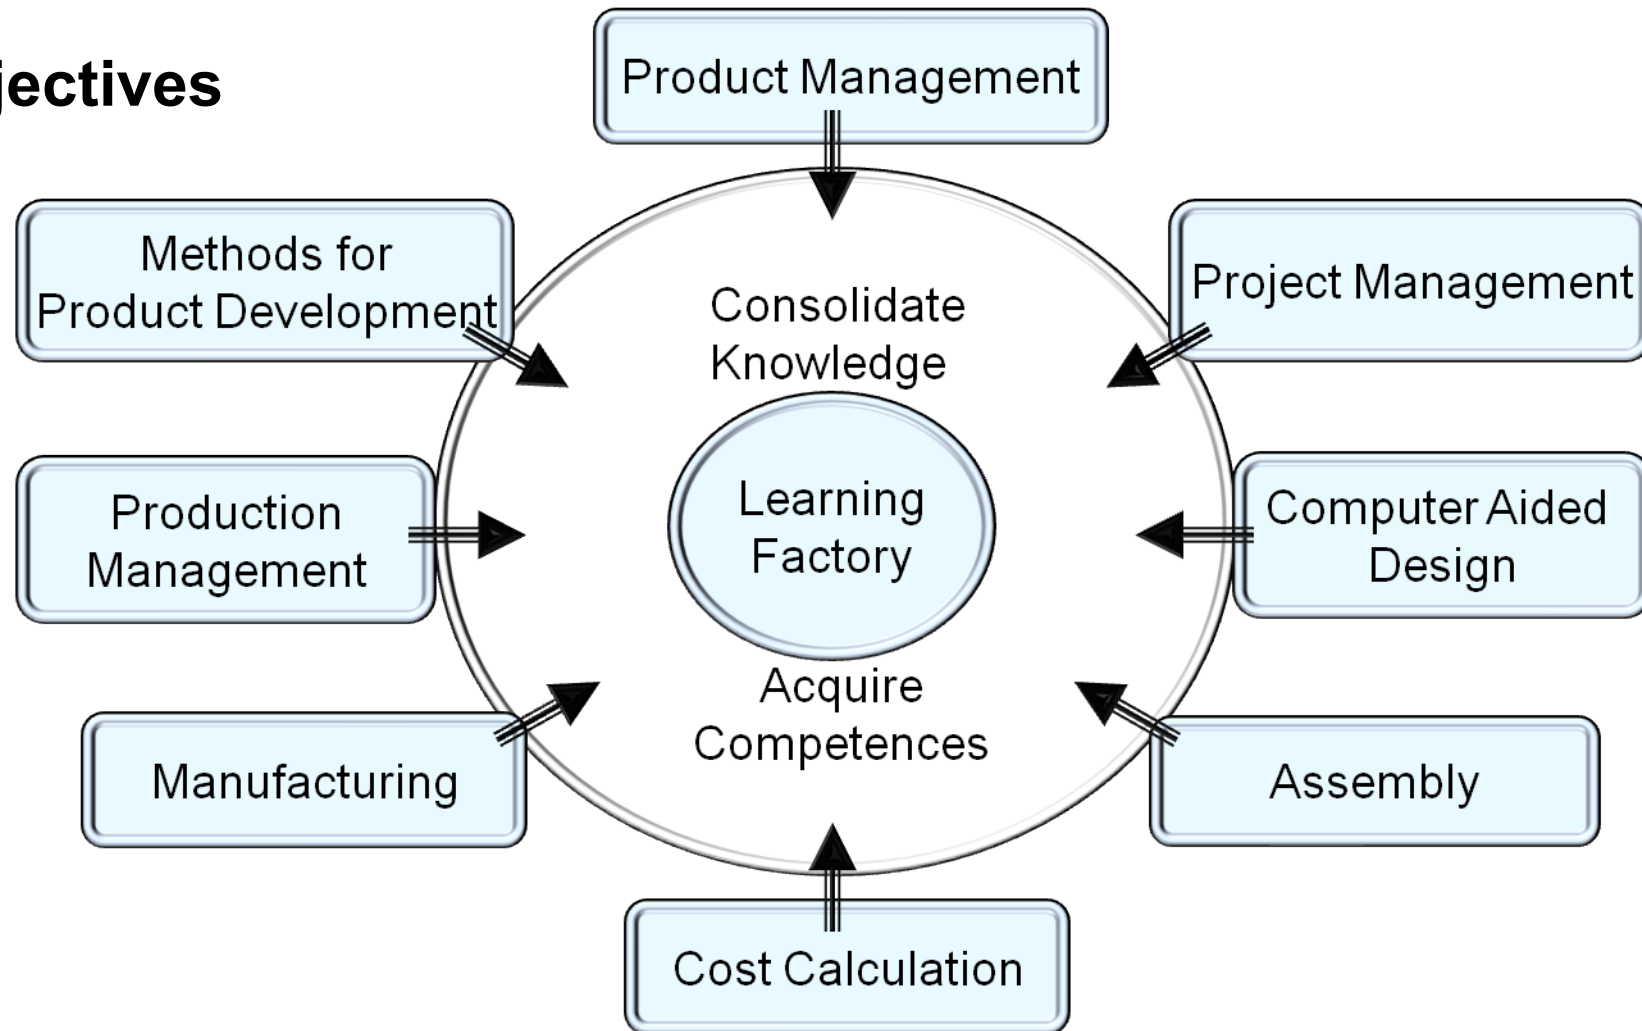 jectives
Product Management
Methods for
Product Development
Project Management
Consolidate
Knowledge
Production
Management
Learning
Factory
Computer Aided
Design
Acquire
Competences
Manufacturing
Assembly
Cost Calculation